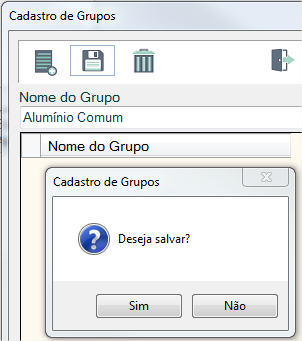 Cadastro de Grupos
Nome do Grupo
Alumínio Comum
Nome do Grupo
Cadastro de Grupos
Deseja salvar?
Sim
Não